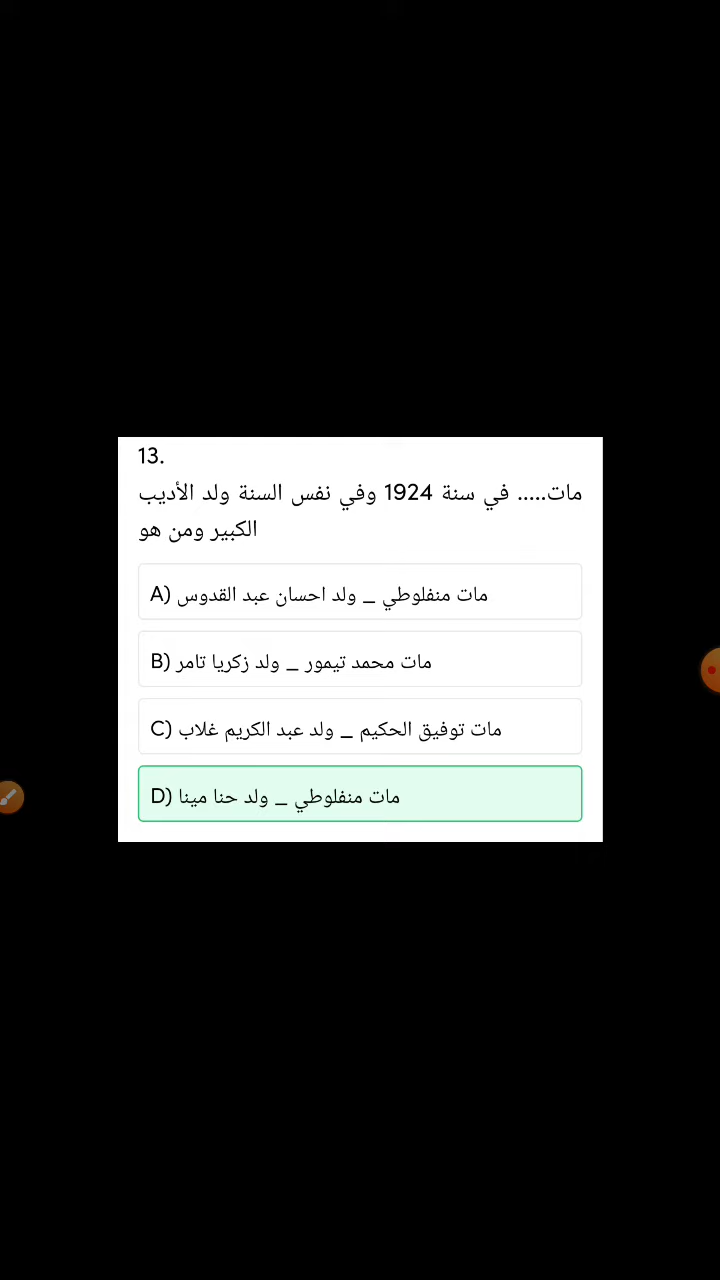 13.
مات..... في سنة 1924 وفي نفس السنة ولد الأديب
الكبير ومن هو
A) مات منفلوطي _ ولد احسان عبد القدوس
B) مات محمد تيمور _ ولد زكريا تامر
C) مات توفيق الحكيم _ ولد عبد الكريم غلاب
D) مات منفلوطي _ ولد حنا مينا